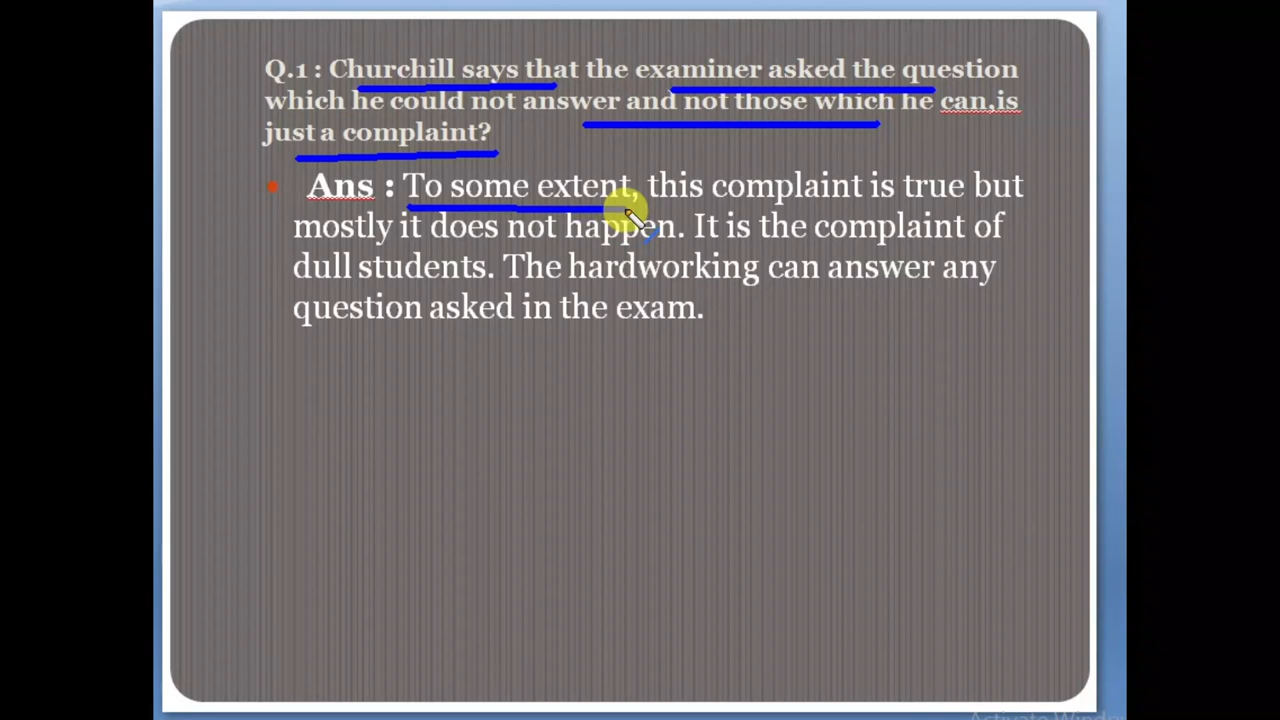 Q.1 : Churchill says that the examiner asked the question
which he could not answer and not those which he can,is
just a complaint?
• Ans : To some extent, this complaint is true but
mostly it does not happen. It is the complaint of
dull students. The hardworking can answer any
question asked in the exam.